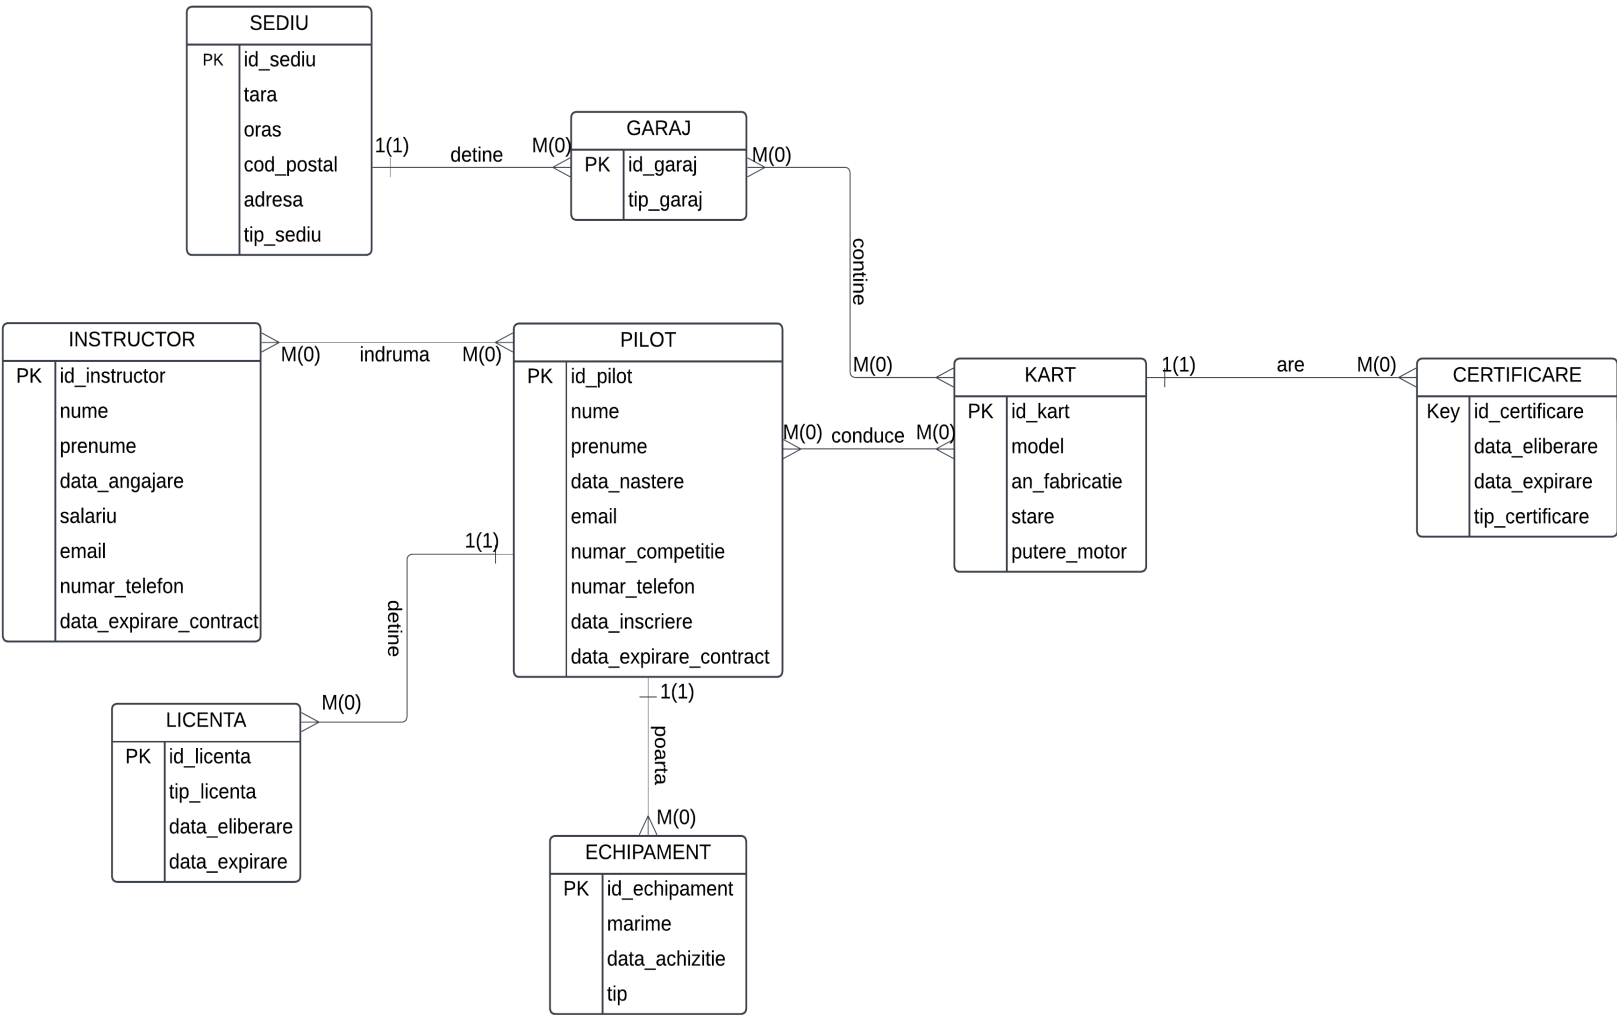 SEDIU
PK id_sediu
tara
oras
cod_postal
adresa
tip_sediu
1(1) detine M(0)
GARAJ
PK id_garaj
tip_garaj
M(0)
contine
M(0)
INSTRUCTOR
PK id_instructor
nume
prenume
data_angajare
salariu
email
numar_telefon
data_expirare_contract
M(0) indruma M(0)
PILOT
PK id_pilot
nume
prenume
data_nastere
email
numar_competitie
numar_telefon
data_inscriere
data_expirare_contract
M(0) conduce M(0)
KART
PK id_kart
model
an_fabricatie
stare
putere_motor
1(1) are M(0)
CERTIFICARE
Key id_certificare
data_eliberare
data_expirare
tip_certificare
1(1)
detine
M(0)
LICENTA
PK id_licenta
tip_licenta
data_eliberare
data_expirare
1(1)
poarta
M(0)
ECHIPAMENT
PK id_echipament
marime
data_achizitie
tip